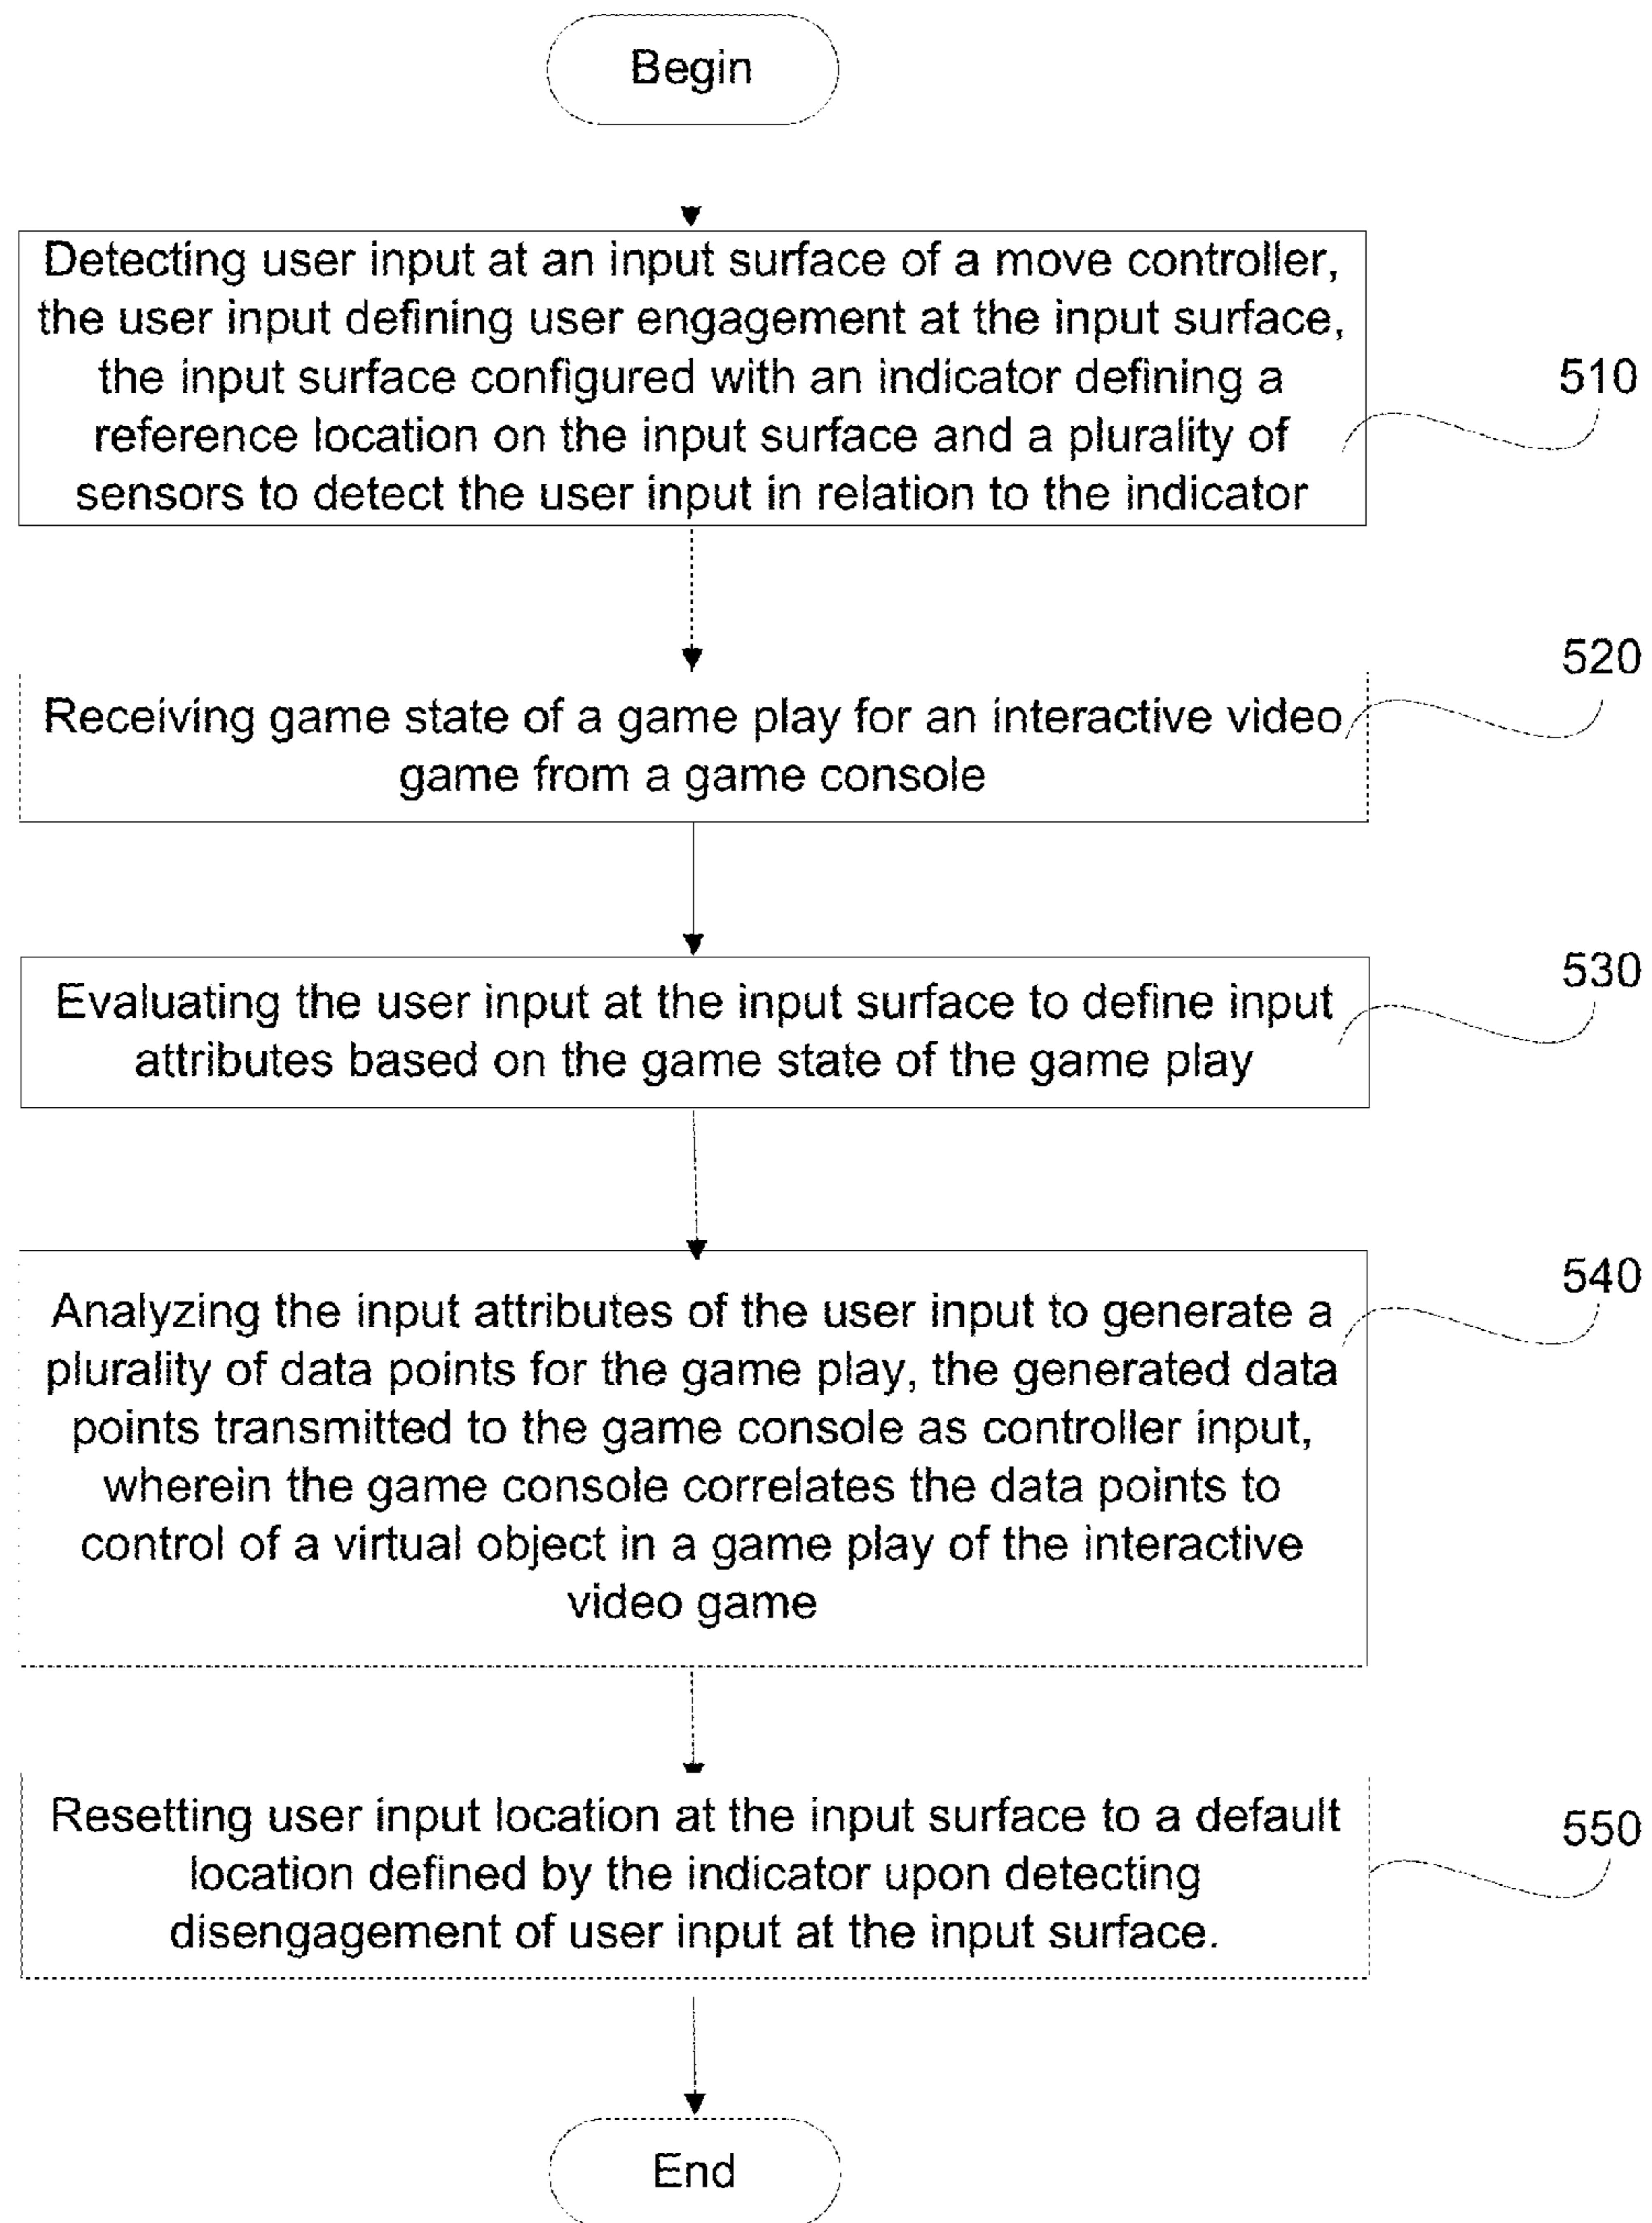 Begin
Detecting user input at an input surface of a move controller,
the user input defining user engagement at the input surface,
the input surface configured with an indicator defining a
reference location on the input surface and a plurality of
sensors to detect the user input in relation to the indicator
510
Receiving game state of a game play for an interactive video
game from a game console
520
Evaluating the user input at the input surface to define input
attributes based on the game state of the game play
530
Analyzing the input attributes of the user input to generate a
plurality of data points for the game play, the generated data
points transmitted to the game console as controller input,
wherein the game console correlates the data points to
control of a virtual object in a game play of the interactive
video game
540
Resetting user input location at the input surface to a default
location defined by the indicator upon detecting
disengagement of user input at the input surface.
550
End